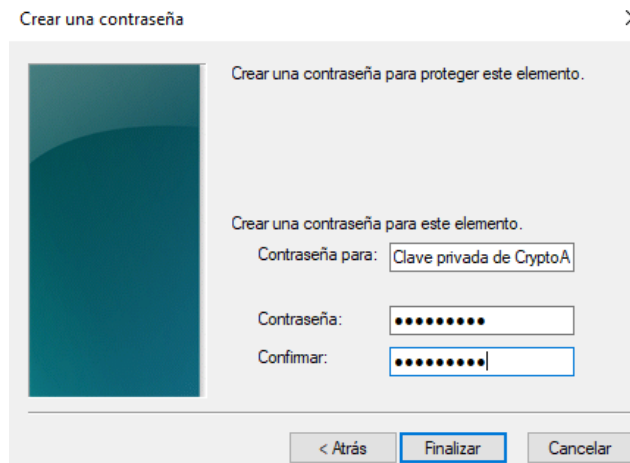 Crear una contraseña
Crear una contraseña para proteger este elemento.
Crear una contraseña para este elemento.
Contraseña para: Clave privada de CryptoA
Contraseña: ●●●●●●●●●
Confirmar: ●●●●●●●●●
< Atrás Finalizar Cancelar